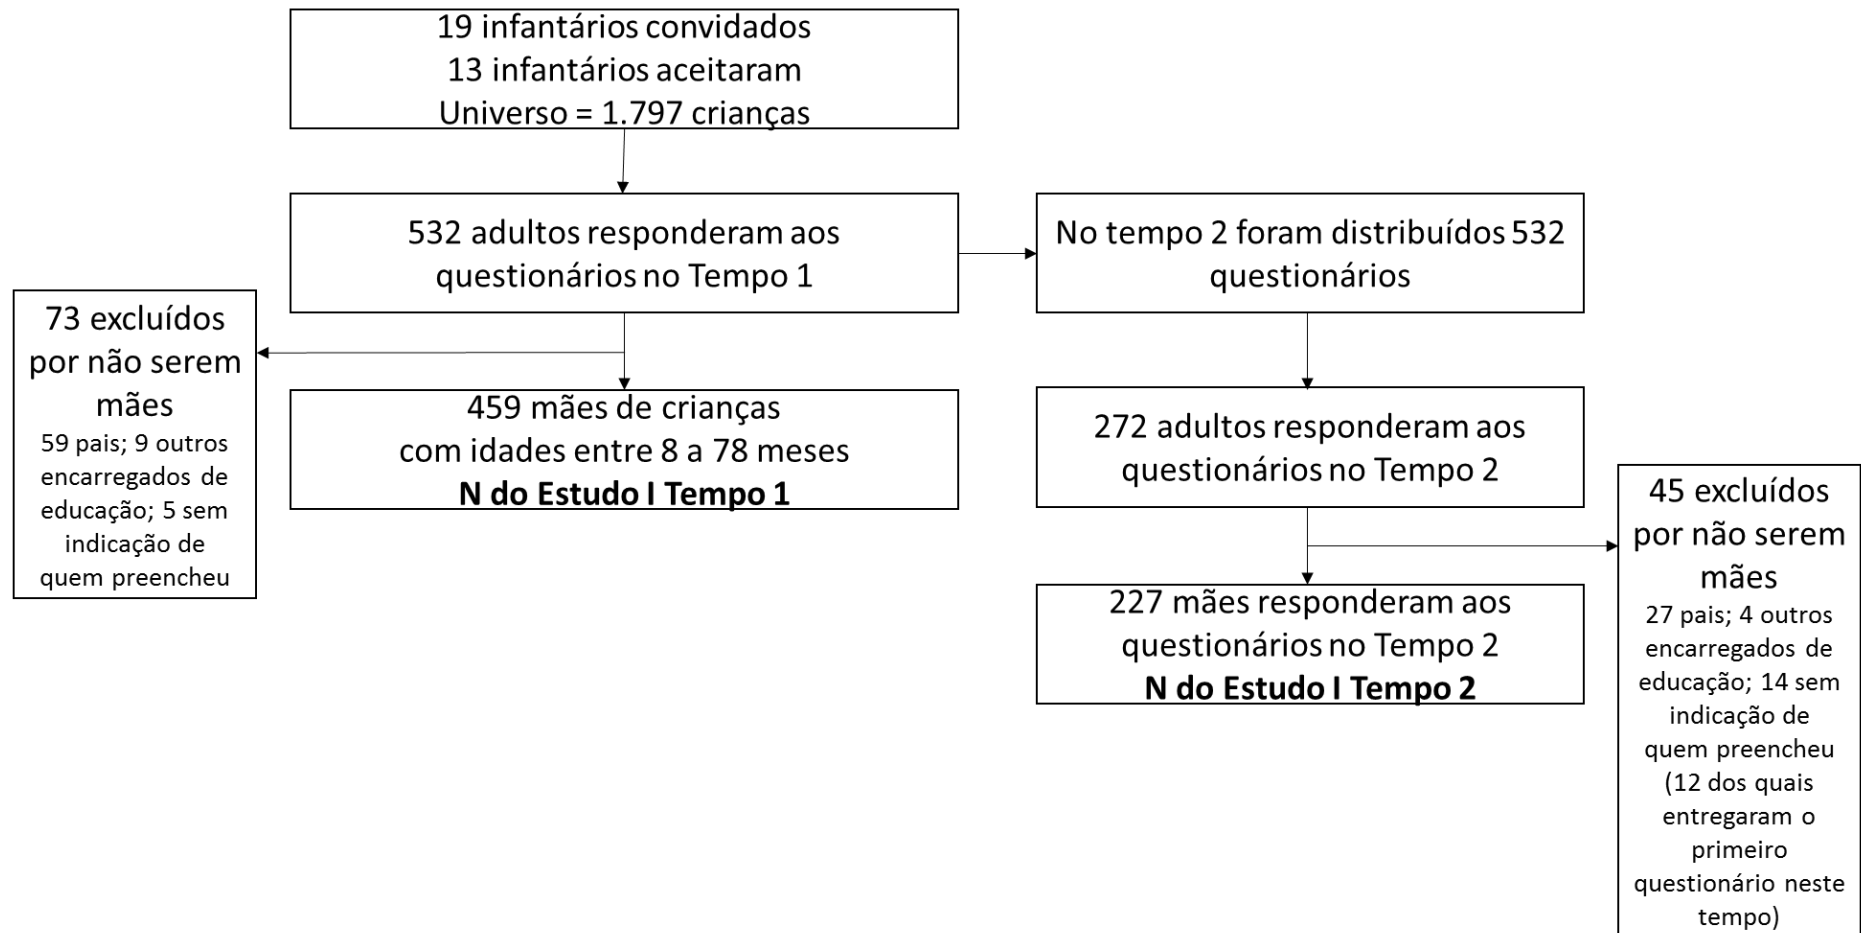 19 infantários convidados
13 infantários aceitaram
Universo = 1.797 crianças
532 adultos responderam aos
questionários no Tempo 1
No tempo 2 foram distribuídos 532
questionários
73 excluídos
por não serem
mães
59 pais; 9 outros
encarregados de
educação; 5 sem
indicação de
quem preencheu
459 mães de crianças
com idades entre 8 a 78 meses
N do Estudo I Tempo 1
272 adultos responderam aos
questionários no Tempo 2
45 excluídos
por não serem
mães
27 pais; 4 outros
encarregados de
educação; 14 sem
indicação de
quem preencheu
(12 dos quais
entregaram o
primeiro
questionário neste
tempo)
227 mães responderam aos
questionários no Tempo 2
N do Estudo I Tempo 2